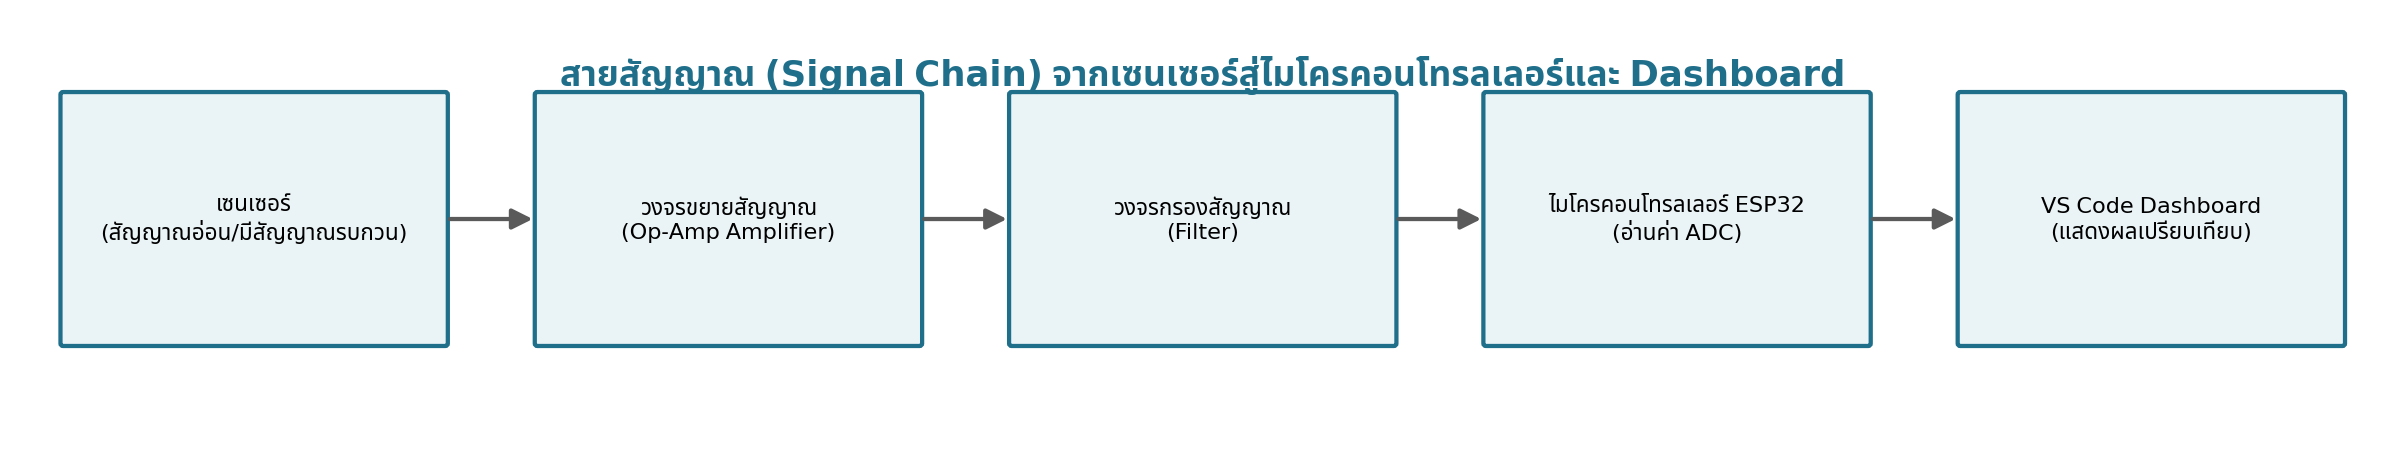 สายสัญญาณ (Signal Chain) จากเซนเซอร์สู่ไมโครคอนโทรลเลอร์และ Dashboard
เซนเซอร์
(สัญญาณอ่อน/มีสัญญาณรบกวน)
วงจรขยายสัญญาณ
(Op-Amp Amplifier)
วงจรกรองสัญญาณ
(Filter)
ไมโครคอนโทรลเลอร์ ESP32
(อ่านค่า ADC)
VS Code Dashboard
(แสดงผลเปรียบเทียบ)